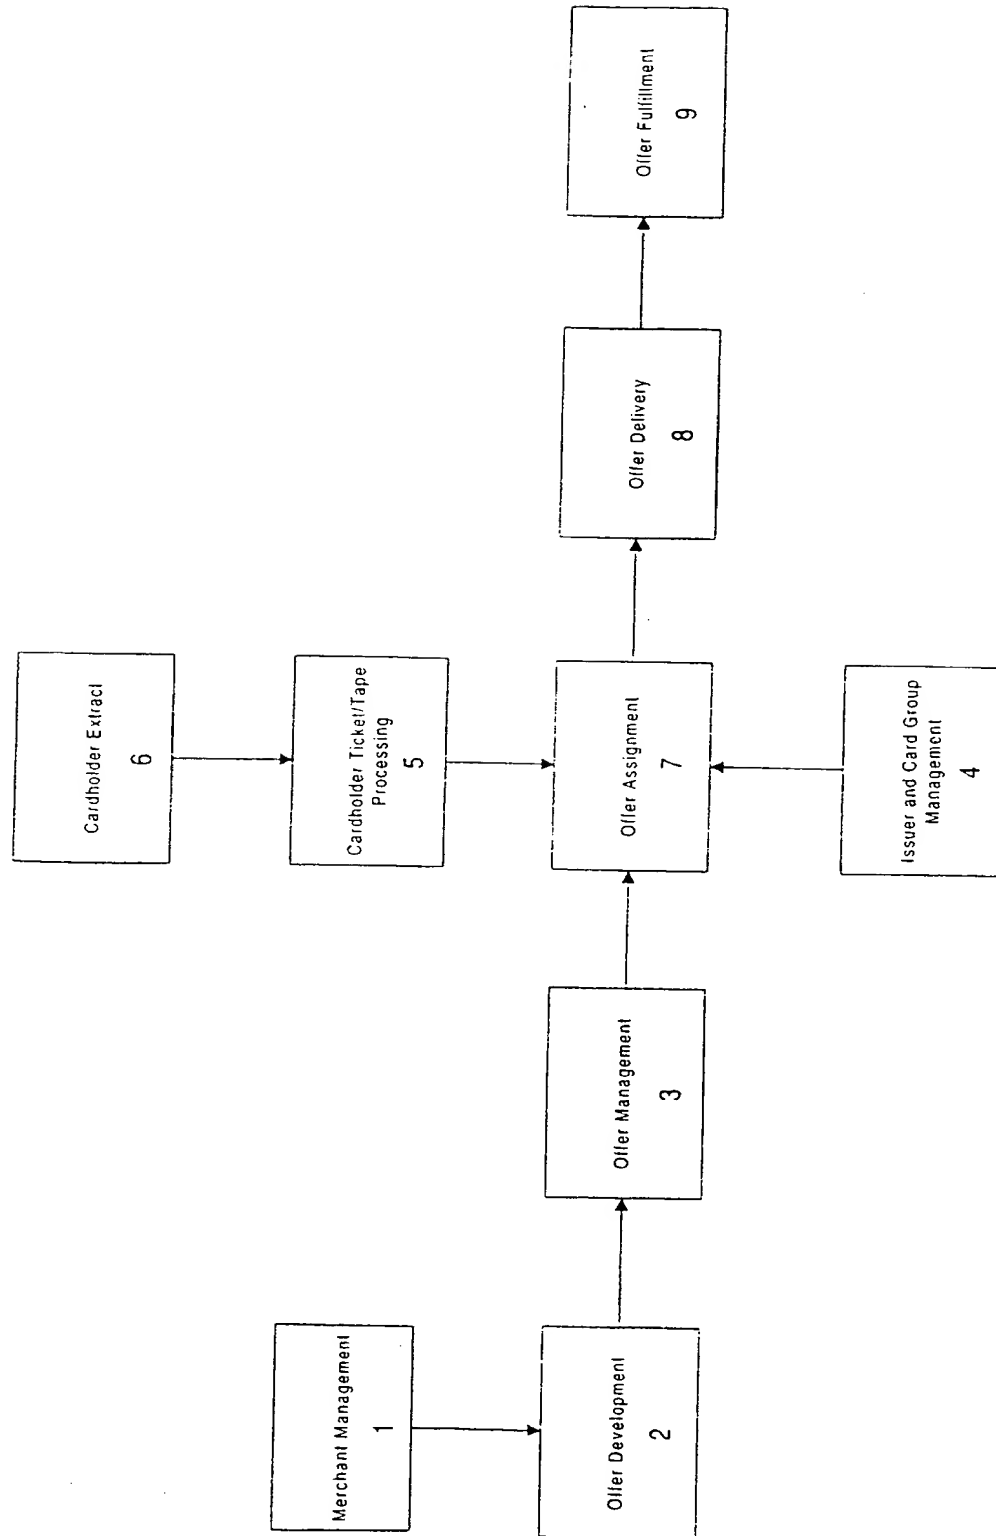 Merchant Management
1
Offer Development
2
Offer Management
3
Cardholder Extract
6
Cardholder Ticket/Tape
Processing
5
Offer Assignment
7
Issuer and Card Group
Management
4
Offer Delivery
8
Offer Fulfillment
9